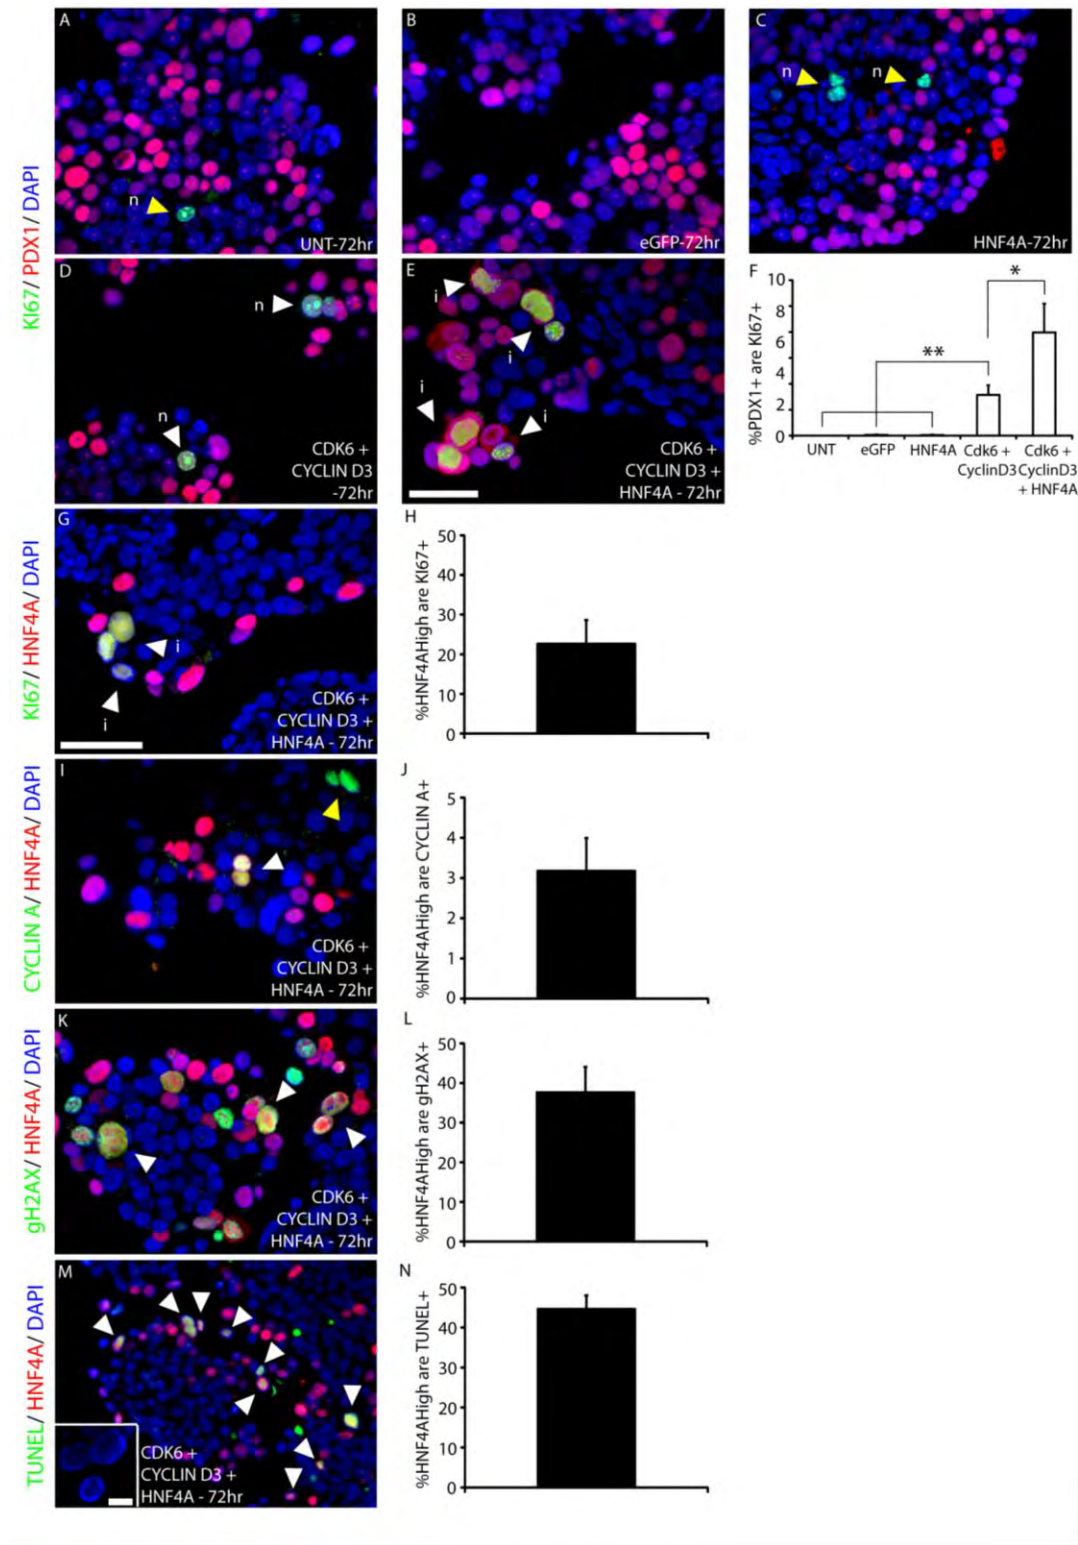 A
n
UNT-72hr
B
eGFP-72hr
C
n
n
HNF4A-72hr
KI67/ PDX1/ DAPI
D
n
n
CDK6 +
CYCLIN D3
-72hr
E
i
i
i
i
CDK6 +
CYCLIN D3 +
HNF4A - 72hr
F
%PDX1+ are KI67+
10
8
6
4
2
0
**
*
UNT
eGFP
HNF4A
Cdk6 +
CyclinD3
Cdk6 +
CyclinD3
+ HNF4A
KI67/ HNF4A/ DAPI
G
i
i
CDK6 +
CYCLIN D3 +
HNF4A - 72hr
H
%HNF4AHigh are KI67+
50
40
30
20
10
0
CYCLIN A/ HNF4A/ DAPI
I
CDK6 +
CYCLIN D3 +
HNF4A - 72hr
J
%HNF4AHigh are CYCLIN A+
5
4
3
2
1
0
gH2AX/ HNF4A/ DAPI
K
CDK6 +
CYCLIN D3 +
HNF4A - 72hr
L
%HNF4AHigh are gH2AX+
50
40
30
20
10
0
TUNEL/ HNF4A/ DAPI
M
CDK6 +
CYCLIN D3 +
HNF4A - 72hr
N
%HNF4AHigh are TUNEL+
50
40
30
20
10
0